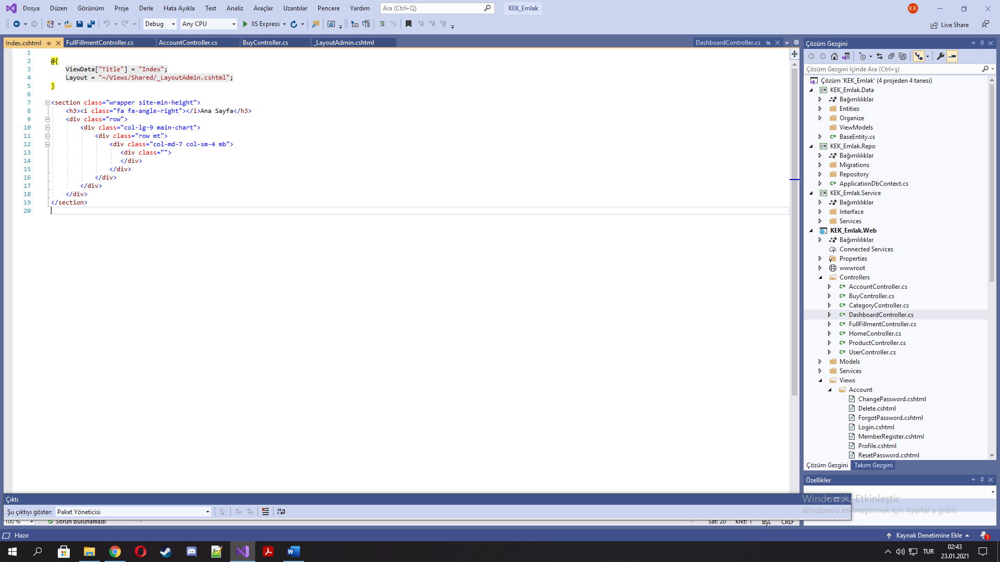 Dosya Düzen Görünüm Proje Derle Hata Ayıkla Test Analiz Araçlar Uzantılar Pencere Yardım Ara (Ctrl+Q) KEK_Emlak KK
Debug Any CPU IIS Express Live Share
Index.cshtml FullFillmentController.cs AccountController.cs BuyController.cs _LayoutAdmin.cshtml DashboardController.cs
1
2 @{
3 ViewData["Title"] = "Index";
4 Layout = "~/Views/Shared/_LayoutAdmin.cshtml";
5 }
6
7 <section class="wrapper site-min-height">
8 <h3><i class="fa fa-angle-right"></i>Ana Sayfa</h3>
9 <div class="row">
10 <div class="col-lg-9 main-chart">
11 <div class="row mt">
12 <div class="col-md-7 col-sm-4 mb">
13 <div class="">
14 </div>
15 </div>
16 </div>
17 </div>
18 </div>
19 </section>
20
Çözüm Gezgini
Çözüm Gezgini İçinde Ara (Ctrl+ş)
Çözüm 'KEK_Emlak' (4 projeden 4 tanesi)
KEK_Emlak.Data
Bağımlılıklar
Entities
Organize
ViewModels
C# BaseEntity.cs
KEK_Emlak.Repo
Bağımlılıklar
Migrations
Repository
C# ApplicationDbContext.cs
KEK_Emlak.Service
Bağımlılıklar
Interface
Services
KEK_Emlak.Web
Bağımlılıklar
Connected Services
Properties
wwwroot
Controllers
C# AccountController.cs
C# BuyController.cs
C# CategoryController.cs
C# DashboardController.cs
C# FullFillmentController.cs
C# HomeController.cs
C# ProductController.cs
C# UserController.cs
Models
Services
Views
Account
ChangePassword.cshtml
Delete.cshtml
ForgotPassword.cshtml
Login.cshtml
MemberRegister.cshtml
Profile.cshtml
ResetPassword.cshtml
Çözüm Gezgini Takım Gezgini
Özellikler
Çıktı
Şu çıktıyı göster: Paket Yöneticisi
Windows'u Etkinleştir
Windows'u etkinleştirmek için Ayarlar'a gidin.
100 % Sorun bulunamadı Sat: 20 Krkt: 1 BŞL CRLF
Hazır Kaynak Denetimine Ekle 1
TUR 02:43
23.01.2021